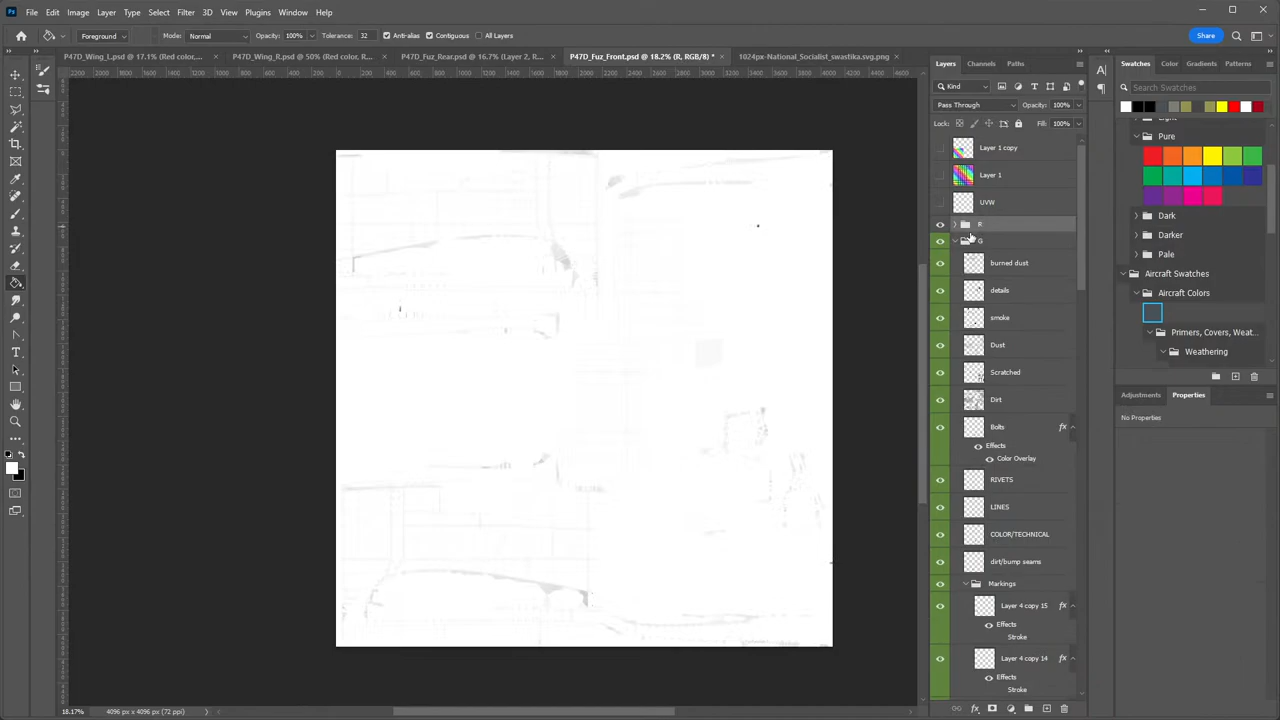 Ps File Edit Image Layer Type Select Filter 3D View Plugins Window Help
Foreground Mode: Normal Opacity: 100% Tolerance: 32 Anti-alias Contiguous All Layers Share
P47D_Wing_L.psd @ 17.1% (Red color,... × P47D_Wing_R.psd @ 50% (Red color, R... × P47D_Fuz_Rear.psd @ 16.7% (Layer 2, R... × P47D_Fuz_Front.psd @ 18.2% (R, RGB/8) * × 1024px-National_Socialist_swastika.svg.png ×
Layers Channels Paths
Kind
Pass Through Opacity: 100%
Lock: Fill: 100%
Layer 1 copy
Layer 1
UVW
R
G
burned dust
details
smoke
Dust
Scratched
Dirt
Bolts fx
Effects
Color Overlay
RIVETS
LINES
COLOR/TECHNICAL
dirt/bump seams
Markings
Layer 4 copy 15 fx
Effects
Stroke
Layer 4 copy 14 fx
Effects
Stroke
Swatches Color Gradients Patterns
Search Swatches
Light
Pure
Dark
Darker
Pale
Aircraft Swatches
Aircraft Colors
Primers, Covers, Weat...
Weathering
Adjustments Properties
No Properties
18.17% 4096 px x 4096 px (72 ppi)